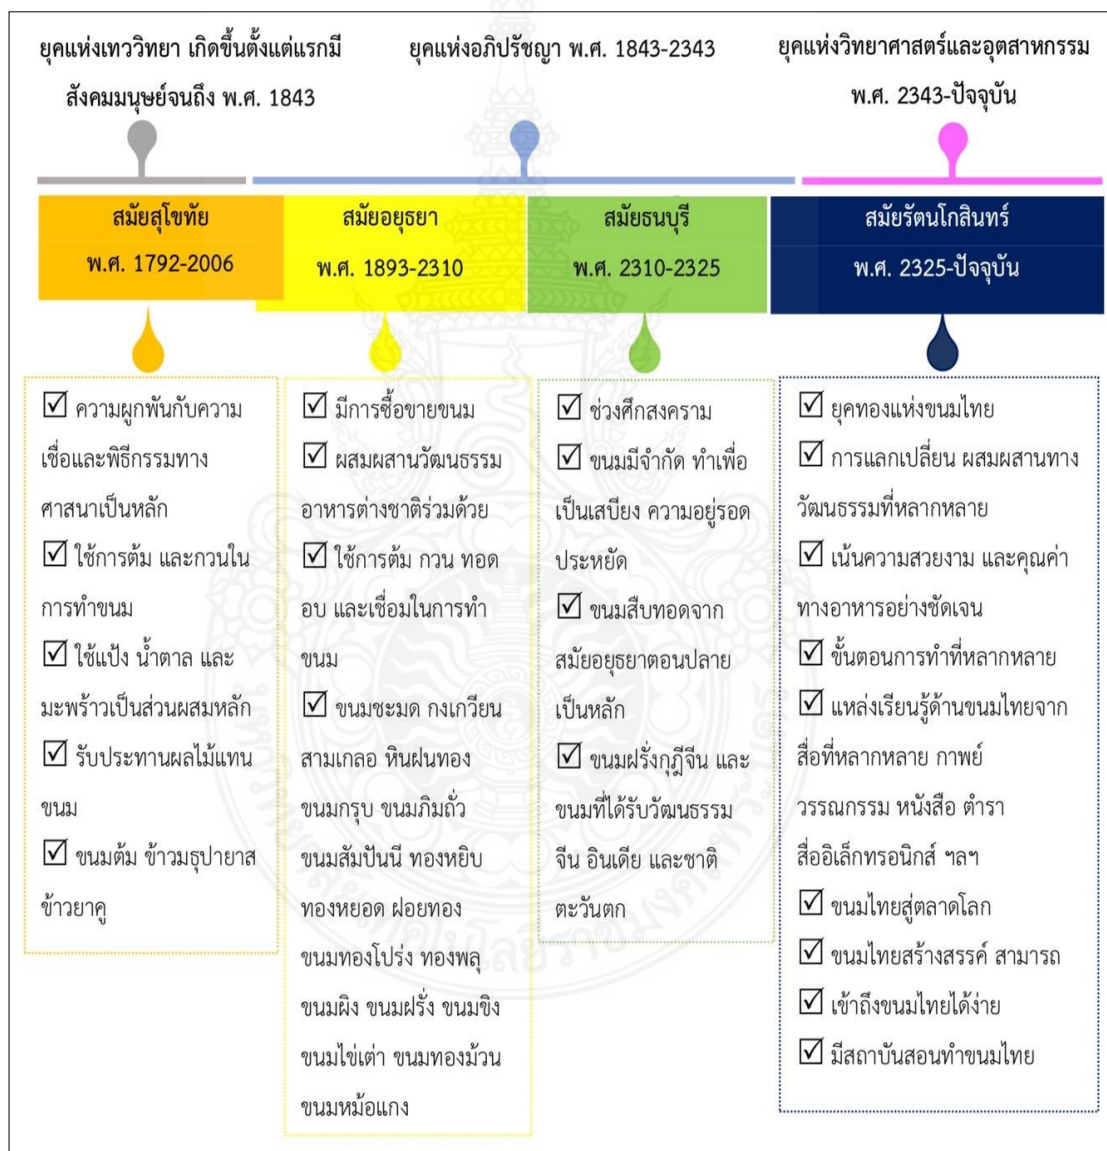 ยุคแห่งเทววิทยา เกิดขึ้นตั้งแต่แรกมี
สังคมมนุษย์จนถึง พ.ศ. 1843
ยุคแห่งอภิปรัชญา พ.ศ. 1843-2343
ยุคแห่งวิทยาศาสตร์และอุตสาหกรรม
พ.ศ. 2343-ปัจจุบัน
สมัยสุโขทัย
พ.ศ. 1792-2006
สมัยอยุธยา
พ.ศ. 1893-2310
สมัยธนบุรี
พ.ศ. 2310-2325
สมัยรัตนโกสินทร์
พ.ศ. 2325-ปัจจุบัน
☑ ความผูกพันกับความ
เชื่อและพิธีกรรมทาง
ศาสนาเป็นหลัก
☑ ใช้การต้ม และกวนใน
การทำขนม
☑ ใช้แป้ง น้ำตาล และ
มะพร้าวเป็นส่วนผสมหลัก
☑ รับประทานผลไม้แทน
ขนม
☑ ขนมต้ม ข้าวมธุปายาส
ข้าวยาคู
☑ มีการซื้อขายขนม
☑ ผสมผสานวัฒนธรรม
อาหารต่างชาติร่วมด้วย
☑ ใช้การต้ม กวน ทอด
อบ และเชื่อมในการทำ
ขนม
☑ ขนมชะมด กงเกวียน
สามเกลอ หินฝนทอง
ขนมกรุบ ขนมภิมถั่ว
ขนมสัมปันนี ทองหยิบ
ทองหยอด ฝอยทอง
ขนมทองโปร่ง ทองพลุ
ขนมผิง ขนมฝรั่ง ขนมขิง
ขนมไข่เต่า ขนมทองม้วน
ขนมหม้อแกง
☑ ช่วงศึกสงคราม
☑ ขนมมีจำกัด ทำเพื่อ
เป็นเสบียง ความอยู่รอด
ประหยัด
☑ ขนมสืบทอดจาก
สมัยอยุธยาตอนปลาย
เป็นหลัก
☑ ขนมฝรั่งกุฎีจีน และ
ขนมที่ได้รับวัฒนธรรม
จีน อินเดีย และชาติ
ตะวันตก
☑ ยุคทองแห่งขนมไทย
☑ การแลกเปลี่ยน ผสมผสานทาง
วัฒนธรรมที่หลากหลาย
☑ เน้นความสวยงาม และคุณค่า
ทางอาหารอย่างชัดเจน
☑ ขั้นตอนการทำที่หลากหลาย
☑ แหล่งเรียนรู้ด้านขนมไทยจาก
สื่อที่หลากหลาย กาพย์
วรรณกรรม หนังสือ ตำรา
สื่ออิเล็กทรอนิกส์ ฯลฯ
☑ ขนมไทยสู่ตลาดโลก
☑ ขนมไทยสร้างสรรค์ สามารถ
☑ เข้าถึงขนมไทยได้ง่าย
☑ มีสถาบันสอนทำขนมไทย